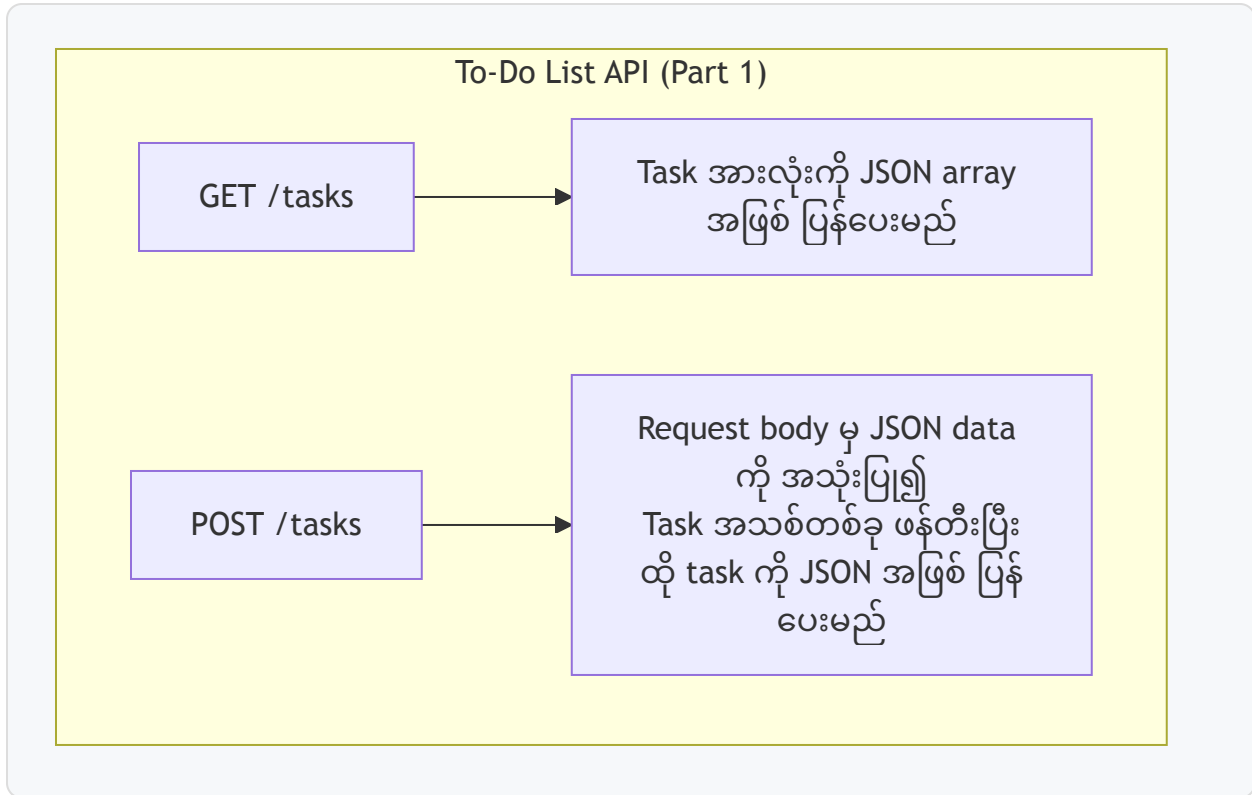 To-Do List API (Part 1)
GET /tasks
Task အားလုံးကို JSON array
အဖြစ် ပြန်ပေးမည်
POST /tasks
Request body မှ JSON data
ကို အသုံးပြု၍
Task အသစ်တစ်ခု ဖန်တီးပြီး
ထို task ကို JSON အဖြစ် ပြန်
ပေးမည်